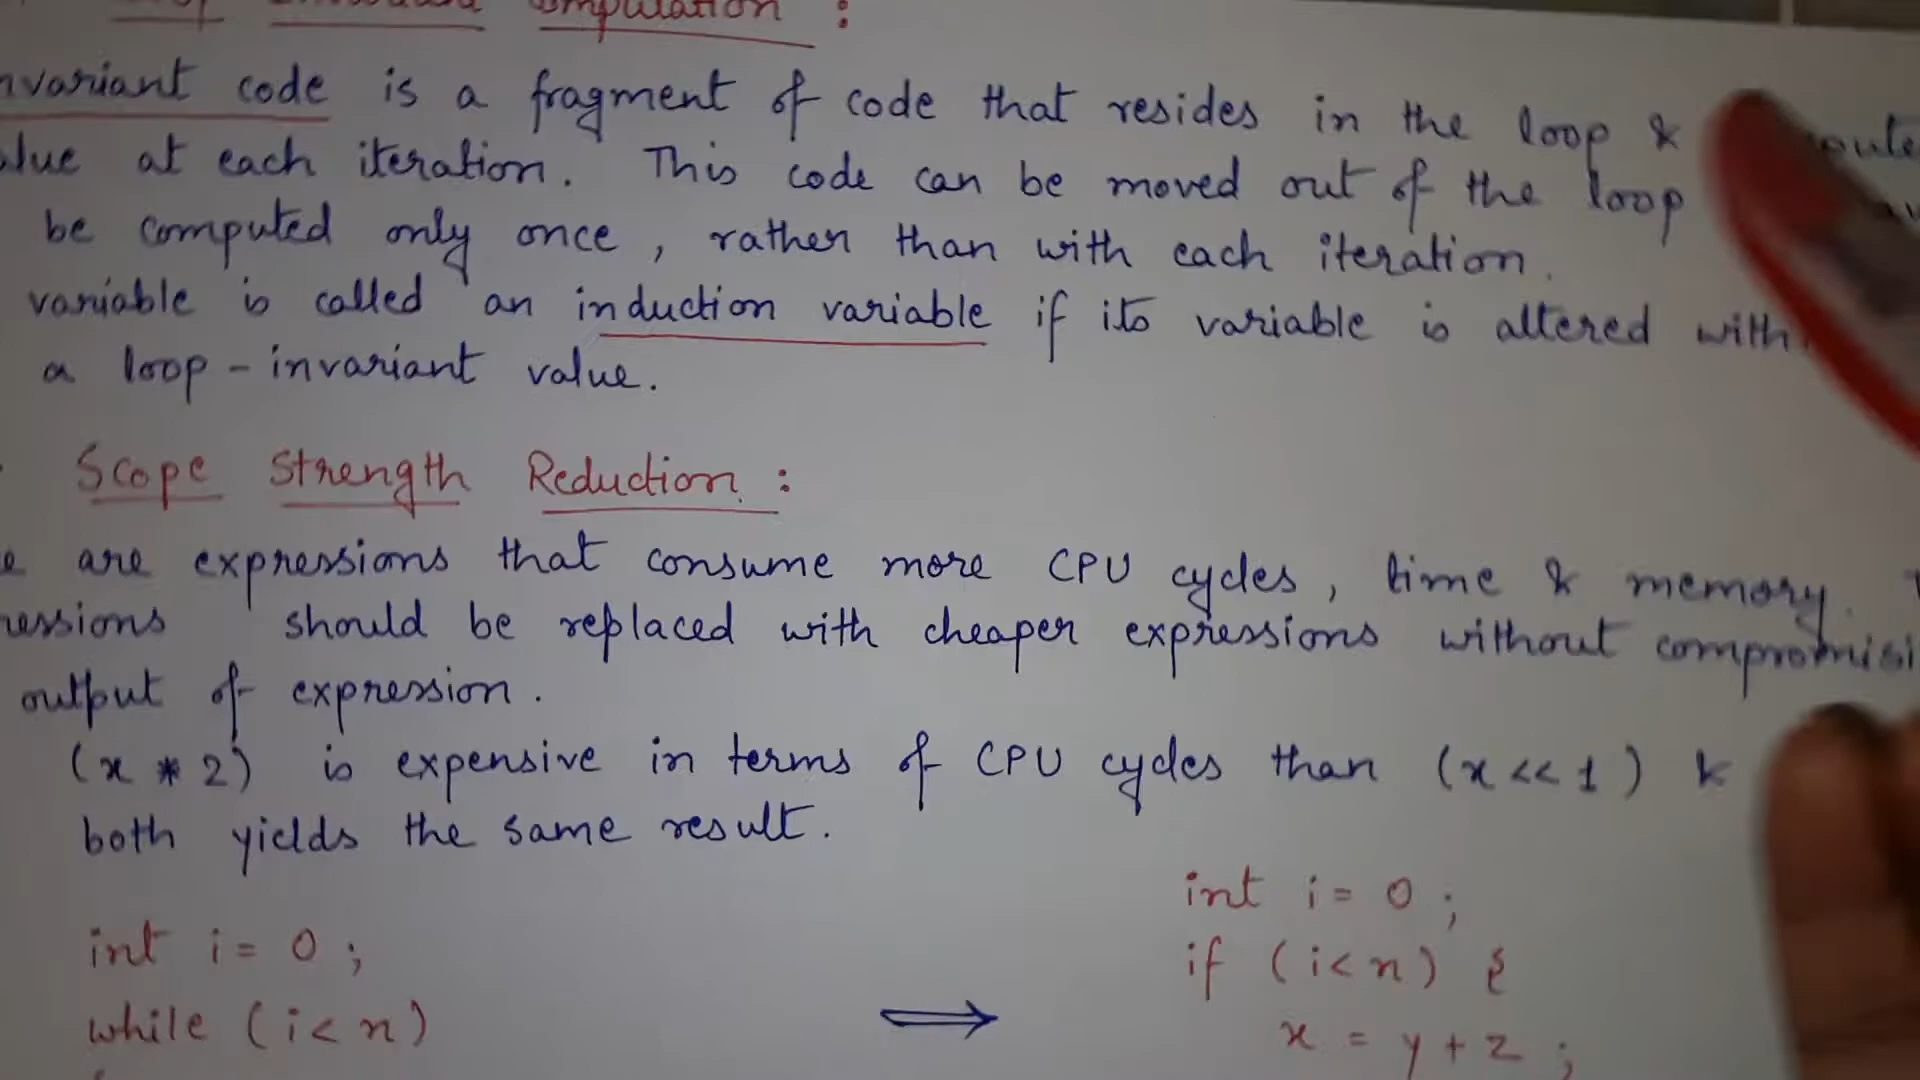 computation :
nvariant code is a fragment of code that resides in the loop &
alue at each iteration. This code can be moved out of the loop
be computed only once, rather than with each iteration.
variable is called an induction variable if its variable is altered with
a loop-invariant value.
Scope Strength Reduction :
e are expressions that consume more CPU cycles, time & memory.
ressions should be replaced with cheaper expressions without compromisi
output of expression.
(x * 2) is expensive in terms of CPU cycles than (x << 1) &
both yields the same result.
int i = 0 ;
while (i < n)
int i = 0 ;
if (i < n) {
x = y + z ;